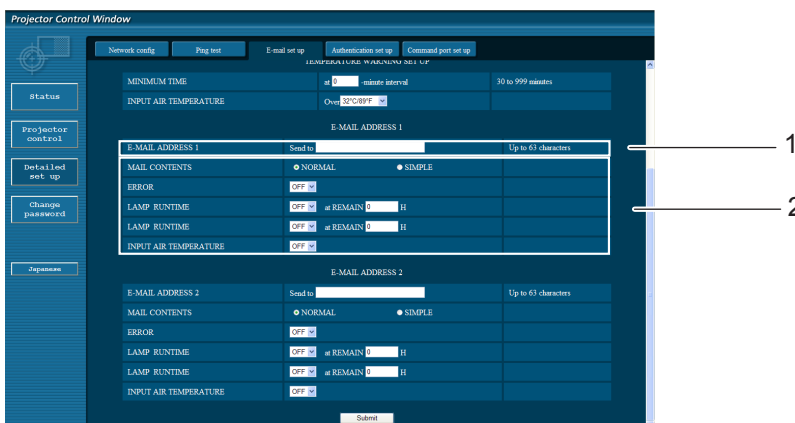 Projector Control Window
Network config Ping test E-mail set up Authentication set up Command port set up
TEMPERATURE WARNING SET UP
MINIMUM TIME at 0 -minute interval 30 to 999 minutes
INPUT AIR TEMPERATURE Over 32°C/89°F
E-MAIL ADDRESS 1
E-MAIL ADDRESS 1 Send to Up to 63 characters
MAIL CONTENTS NORMAL SIMPLE
ERROR OFF
LAMP RUNTIME OFF at REMAIN 0 H
LAMP RUNTIME OFF at REMAIN 0 H
INPUT AIR TEMPERATURE OFF
E-MAIL ADDRESS 2
E-MAIL ADDRESS 2 Send to Up to 63 characters
MAIL CONTENTS NORMAL SIMPLE
ERROR OFF
LAMP RUNTIME OFF at REMAIN 0 H
LAMP RUNTIME OFF at REMAIN 0 H
INPUT AIR TEMPERATURE OFF
Submit
Status
Projector
control
Detailed
set up
Change
password
Japanese
1
2